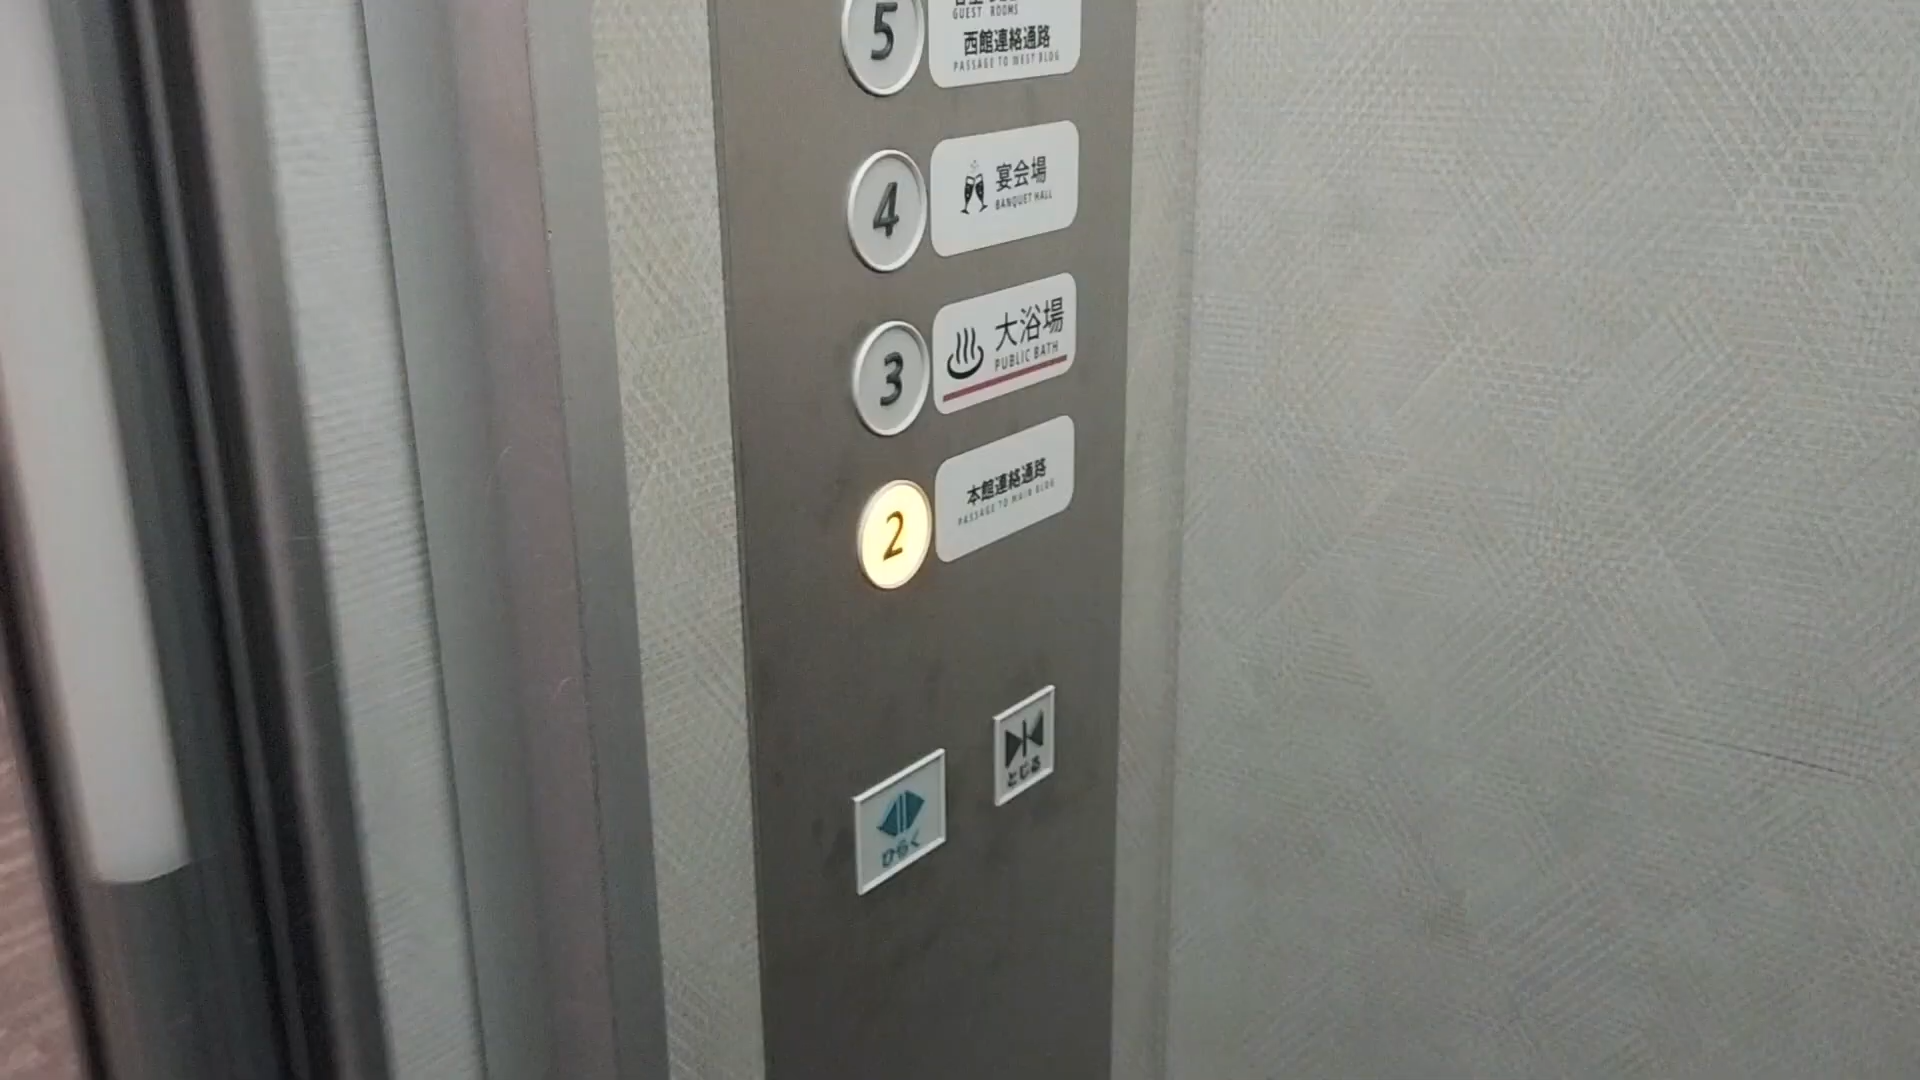 5
GUEST ROOMS
西館連絡通路
PASSAGE TO WEST BLDG
4
宴会場
BANQUET HALL
3
大浴場
PUBLIC BATH
2
本館連絡通路
PASSAGE TO MAIN BLDG
とじる
ひらく